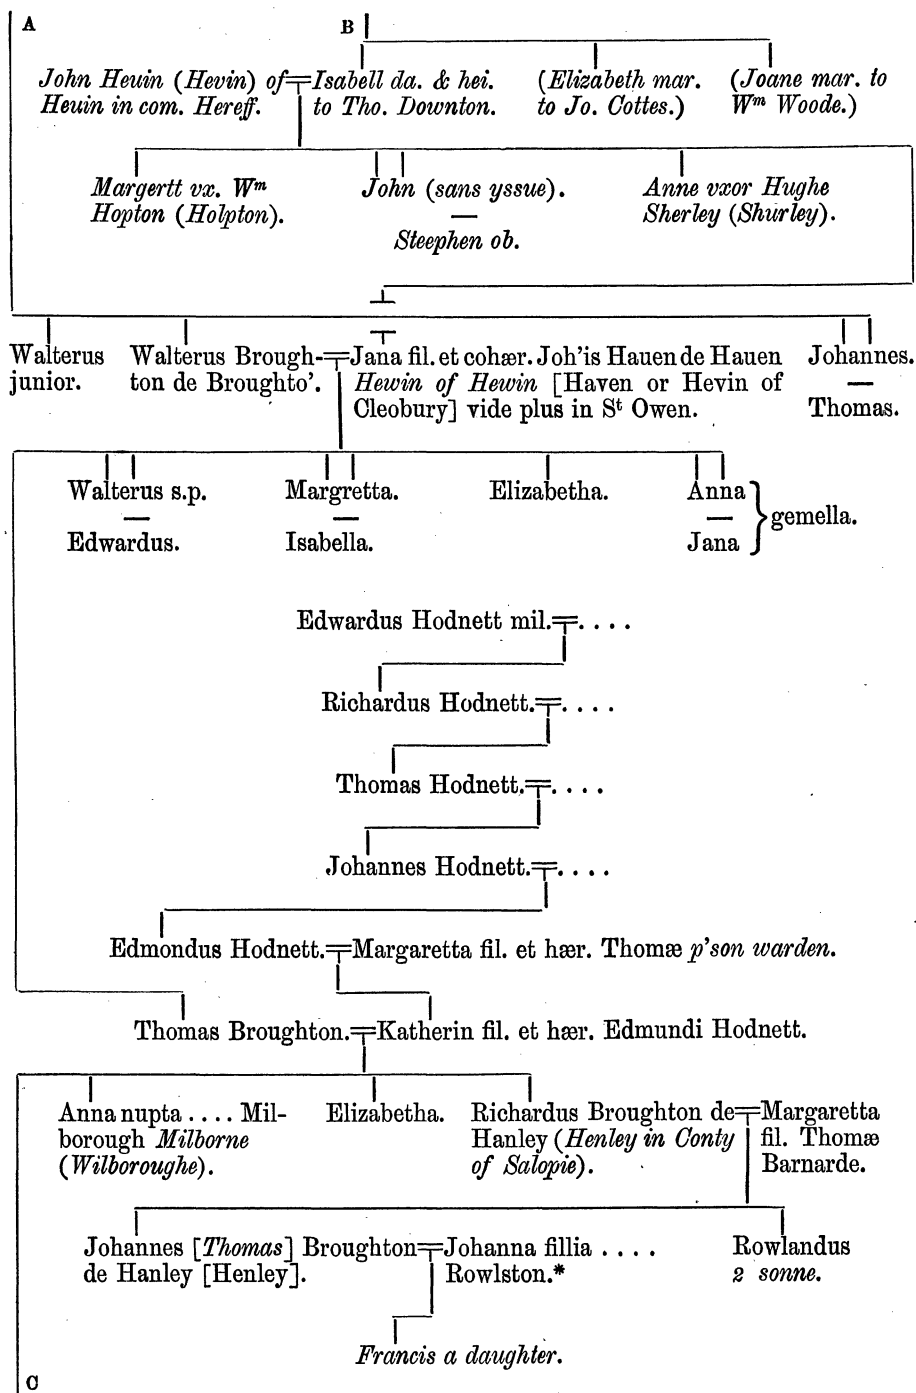 A
B
John Heuin (Hevin) of
Heuin in com. Hereff.
Isabell da. & hei.
to Tho. Downton.
(Elizabeth mar.
to Jo. Cottes.)
(Joane mar. to
Wᵐ Woode.)
Margertt vx. Wᵐ
Hopton (Holpton).
John (sans yssue).
—
Steephen ob.
Anne vxor Hughe
Sherley (Shurley).
Walterus
junior.
Walterus Brough-
ton de Broughto'.
Jana fil. et cohær. Joh'is Hauen de Hauen
Hewin of Hewin [Haven or Hevin of
Cleobury] vide plus in Sᵗ Owen.
Johannes.
—
Thomas.
Walterus s.p.
—
Edwardus.
Margretta.
—
Isabella.
Elizabetha.
Anna
—
Jana
} gemella.
Edwardus Hodnett mil.=. . . .
Richardus Hodnett.=. . . .
Thomas Hodnett.=. . . .
Johannes Hodnett.=. . . .
Edmondus Hodnett.=Margaretta fil. et hær. Thomæ p'son warden.
Thomas Broughton.=Katherin fil. et hær. Edmundi Hodnett.
Anna nupta . . . . Mil-
borough Milborne
(Wilboroughe).
Elizabetha.
Richardus Broughton de
Hanley (Henley in Conty
of Salopie).
Margaretta
fil. Thomæ
Barnarde.
Johannes [Thomas] Broughton
de Hanley [Henley].
Johanna fillia . . . .
Rowlston.*
Rowlandus
2 sonne.
Francis a daughter.
C